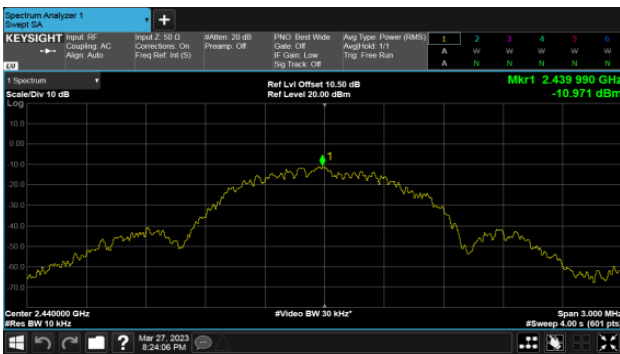 Spectrum Analyzer 1
Swept SA
+
KEYSIGHT Input: RF Input Z: 50 Ω #Atten: 20 dB PNO: Best Wide Avg Type: Power (RMS) 1 2 3 4 5 6
Coupling: AC Corrections: On Preamp: Off Gate: Off Avg|Hold: 1/1 A W W W W W
Align: Auto Freq Ref: Int (S) IF Gain: Low Trig: Free Run
LXI Sig Track: Off A N N N N N
1 Spectrum Ref Lvl Offset 10.50 dB Mkr1 2.439 990 GHz
Scale/Div 10 dB Ref Level 20.00 dBm -10.971 dBm
Log
10.0
0.00
1
-10.0
-20.0
-30.0
-40.0
-50.0
-60.0
-70.0
Center 2.440000 GHz #Video BW 30 kHz* Span 3.000 MHz
#Res BW 10 kHz #Sweep 4.00 s (601 pts)
? Mar 27, 2023
8:24:06 PM